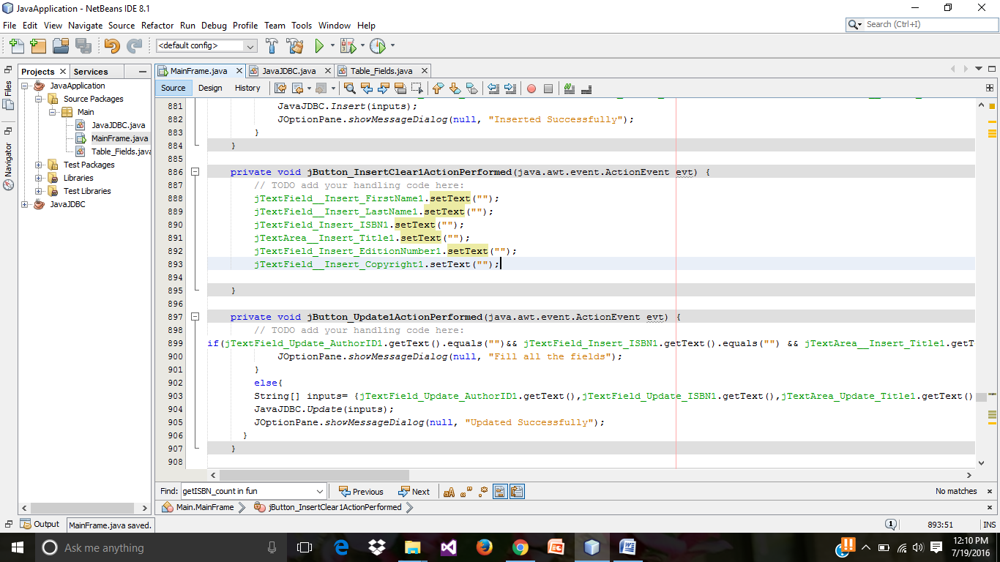 JavaApplication - NetBeans IDE 8.1
File Edit View Navigate Source Refactor Run Debug Profile Team Tools Window Help
Search (Ctrl+I)
<default config>
Projects Services
MainFrame.java JavaJDBC.java Table_Fields.java
Files
Navigator
JavaApplication
Source Packages
Main
JavaJDBC.java
MainFrame.java
Table_Fields.java
Test Packages
Libraries
Test Libraries
JavaJDBC
Source Design History
881 JavaJDBC.Insert(inputs);
882 JOptionPane.showMessageDialog(null, "Inserted Successfully");
883 }
884 }
885
886 private void jButton_InsertClear1ActionPerformed(java.awt.event.ActionEvent evt) {
887 // TODO add your handling code here:
888 jTextField__Insert_FirstName1.setText("");
889 jTextField__Insert_LastName1.setText("");
890 jTextField_Insert_ISBN1.setText("");
891 jTextArea__Insert_Title1.setText("");
892 jTextField_Insert_EditionNumber1.setText("");
893 jTextField__Insert_Copyright1.setText("");
894
895 }
896
897 private void jButton_Update1ActionPerformed(java.awt.event.ActionEvent evt) {
898 // TODO add your handling code here:
899 if(jTextField_Update_AuthorID1.getText().equals("")&& jTextField_Insert_ISBN1.getText().equals("") && jTextArea__Insert_Title1.getT
900 JOptionPane.showMessageDialog(null, "Fill all the fields");
901 }
902 else{
903 String[] inputs= {jTextField_Update_AuthorID1.getText(),jTextField_Update_ISBN1.getText(),jTextArea_Update_Title1.getText()
904 JavaJDBC.Update(inputs);
905 JOptionPane.showMessageDialog(null, "Updated Successfully");
906 }
907 }
908
Find: getISBN_count in fun Previous Next No matches
Main.MainFrame jButton_InsertClear1ActionPerformed
Output MainFrame.java saved. 1 893:51 INS
Ask me anything
12:10 PM
7/19/2016